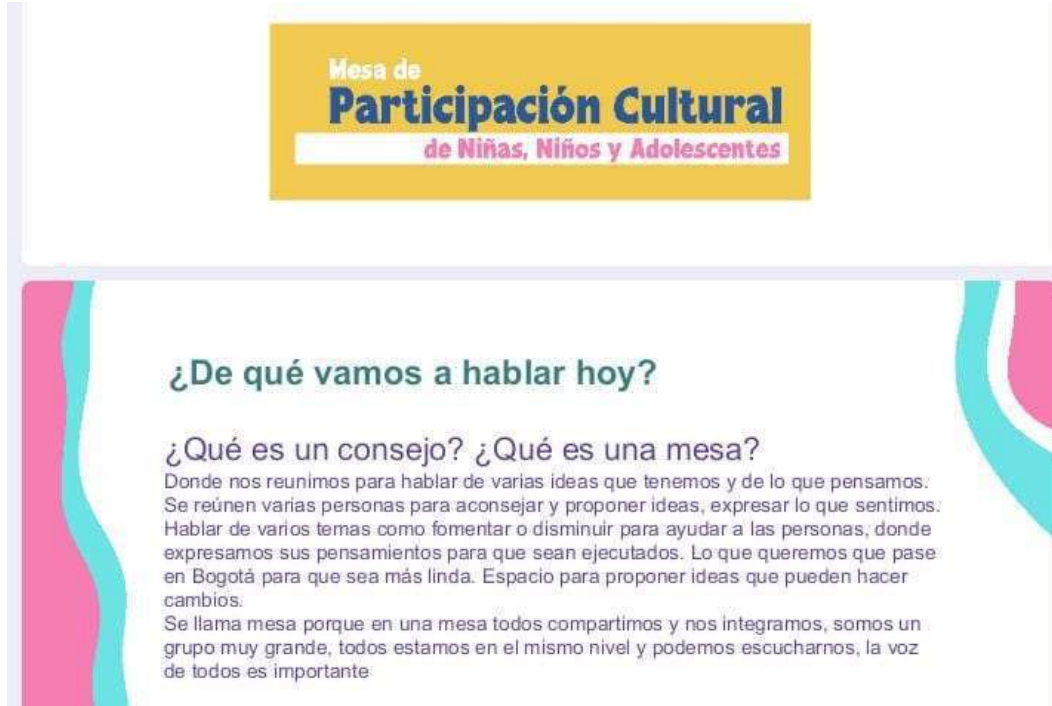 Mesa de
Participación Cultural
de Niñas, Niños y Adolescentes
¿De qué vamos a hablar hoy?
¿Qué es un consejo? ¿Qué es una mesa?
Donde nos reunimos para hablar de varias ideas que tenemos y de lo que pensamos.
Se reúnen varias personas para aconsejar y proponer ideas, expresar lo que sentimos.
Hablar de varios temas como fomentar o disminuir para ayudar a las personas, donde
expresamos sus pensamientos para que sean ejecutados. Lo que queremos que pase
en Bogotá para que sea más linda. Espacio para proponer ideas que pueden hacer
cambios.
Se llama mesa porque en una mesa todos compartimos y nos integramos, somos un
grupo muy grande, todos estamos en el mismo nivel y podemos escucharnos, la voz
de todos es importante